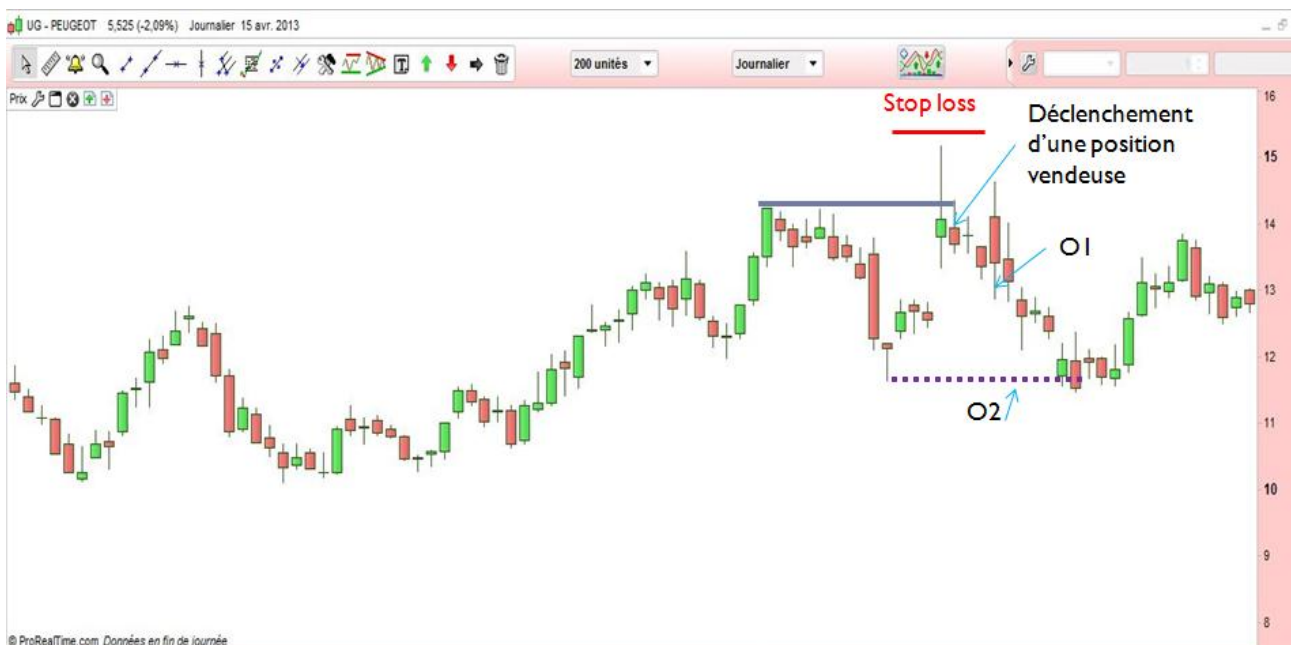 UG - PEUGEOT 5,525 (-2,09%) Journalier 15 avr. 2013
200 unités
Journalier
Prix
Stop loss
Déclenchement
d'une position
vendeuse
O1
O2
16
15
14
13
12
11
10
9
8
© ProRealTime.com Données en fin de journée